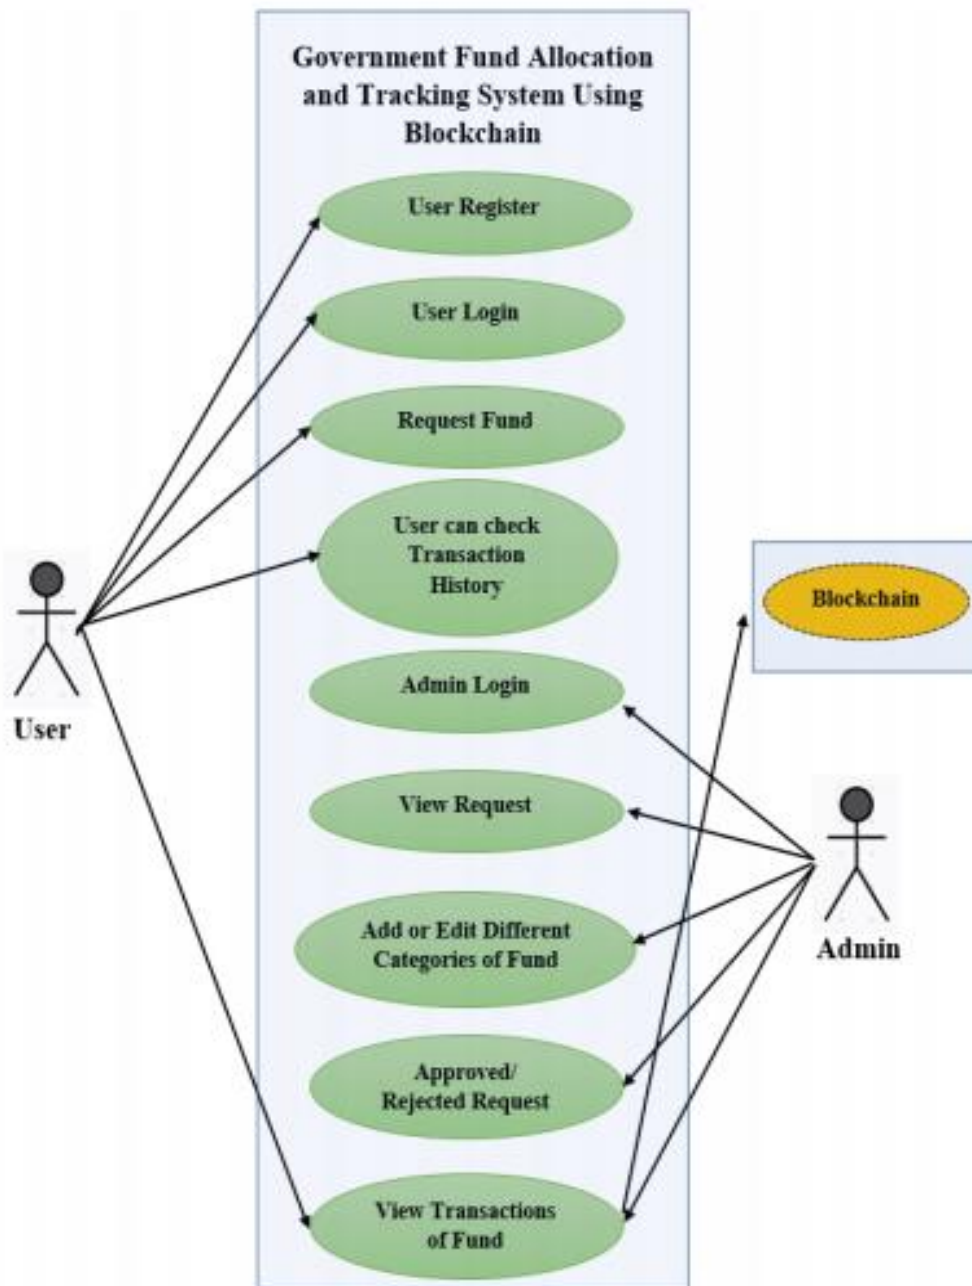 Government Fund Allocation
and Tracking System Using
Blockchain
User Register
User Login
Request Fund
User can check
Transaction
History
Blockchain
Admin Login
User
View Request
Add or Edit Different
Categories of Fund
Admin
Approved/
Rejected Request
View Transactions
of Fund